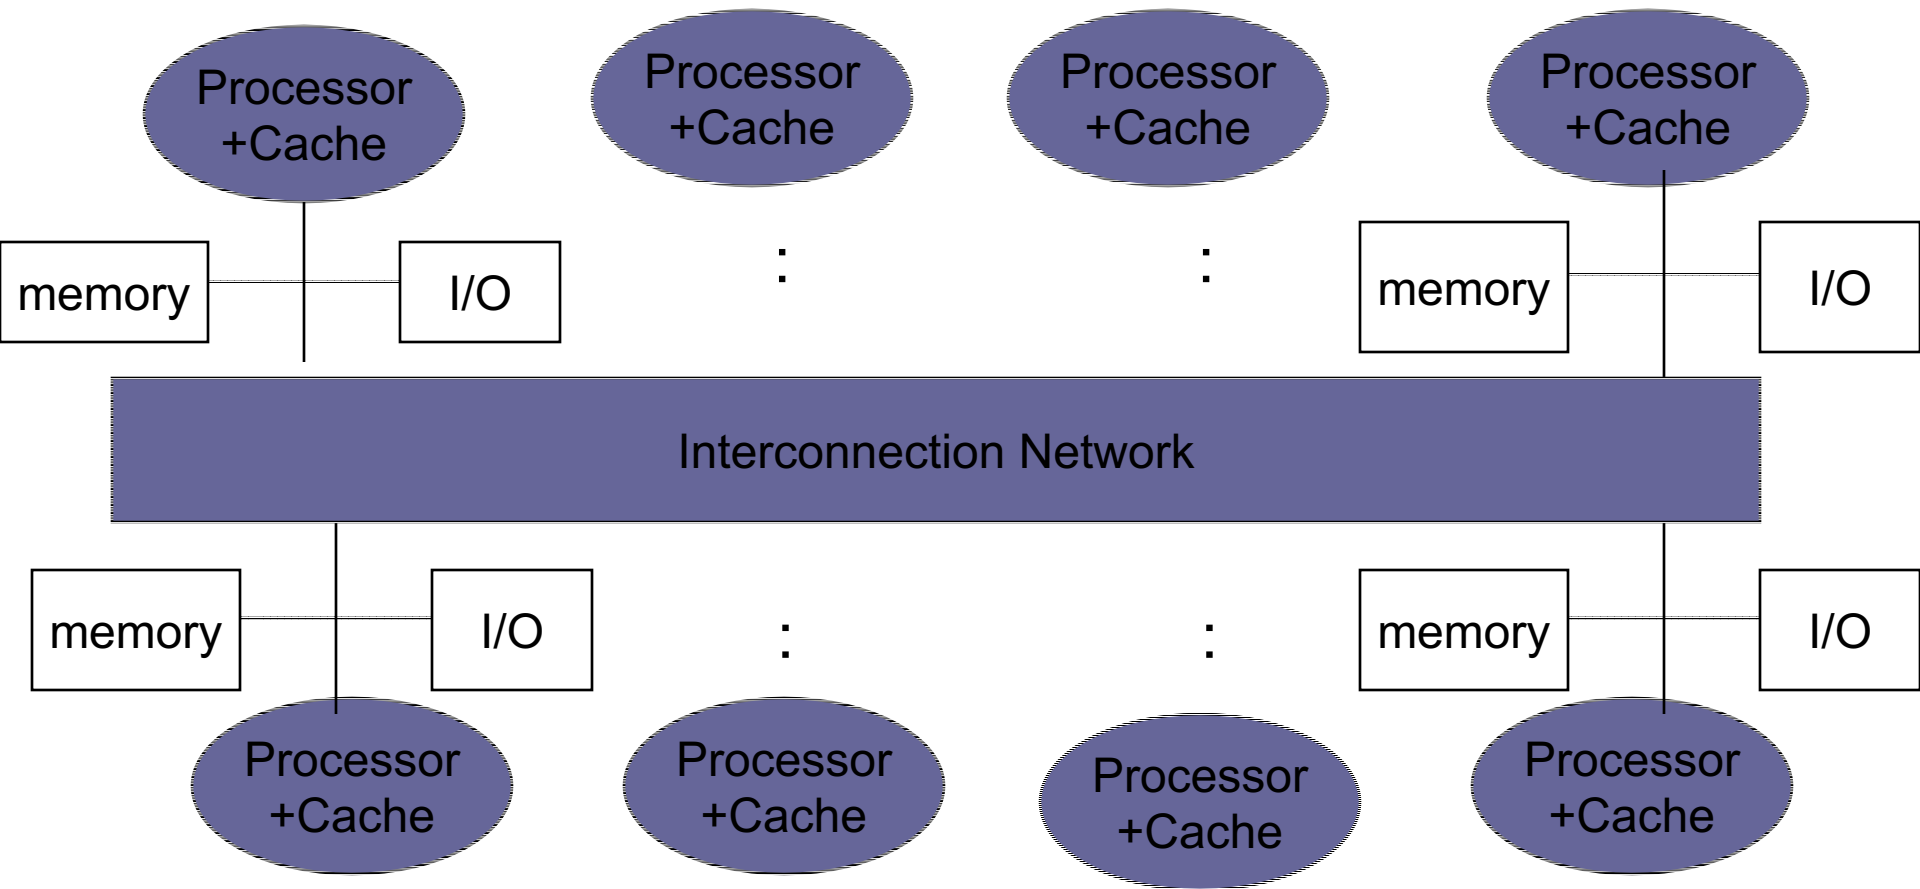 Processor
+Cache
Processor
+Cache
Processor
+Cache
Processor
+Cache
memory
I/O
:
:
memory
I/O
Interconnection Network
memory
I/O
:
:
memory
I/O
Processor
+Cache
Processor
+Cache
Processor
+Cache
Processor
+Cache